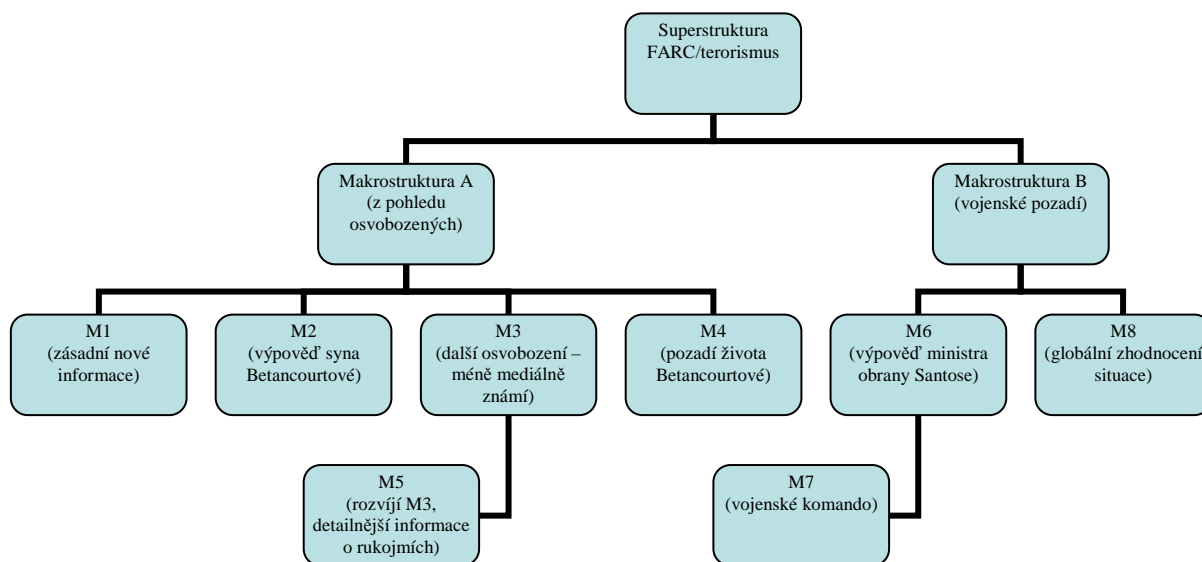 Superstruktura
FARC/terorismus
Makrostruktura A
(z pohledu
osvobozených)
Makrostruktura B
(vojenské pozadí)
M1
(zásadní nové
informace)
M2
(výpověď syna
Betancourtové)
M3
(další osvobození –
méně mediálně
známí)
M4
(pozadí života
Betancourtové)
M6
(výpověď ministra
obrany Santose)
M8
(globální zhodnocení
situace)
M5
(rozvíjí M3,
detailnější informace
o rukojmích)
M7
(vojenské komando)